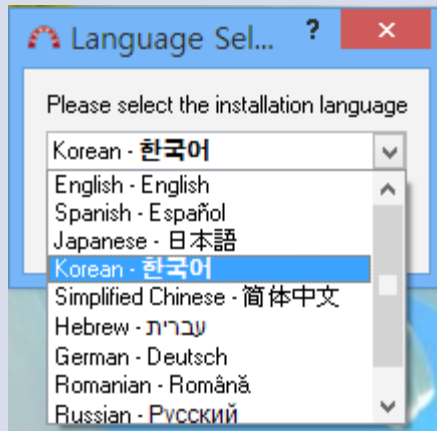 Language Sel... ?
Please select the installation language
Korean - 한국어
English - English
Spanish - Español
Japanese - 日本語
Korean - 한국어
Simplified Chinese - 简体中文
Hebrew - עברית
German - Deutsch
Romanian - Română
Russian - Русский